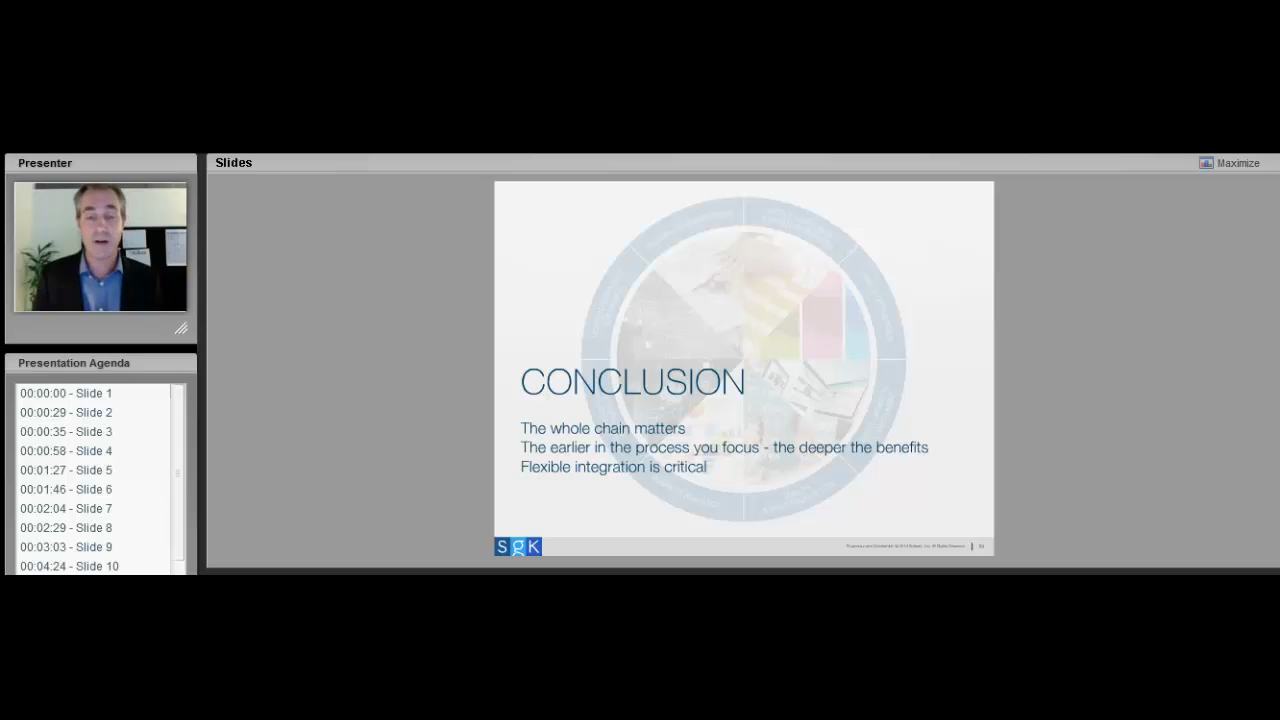 Presenter
Slides
Maximize
Presentation Agenda
00:00:00 - Slide 1
00:00:29 - Slide 2
00:00:35 - Slide 3
00:00:58 - Slide 4
00:01:27 - Slide 5
00:01:46 - Slide 6
00:02:04 - Slide 7
00:02:29 - Slide 8
00:03:03 - Slide 9
00:04:24 - Slide 10
CONCLUSION
The whole chain matters
The earlier in the process you focus - the deeper the benefits
Flexible integration is critical
SgK